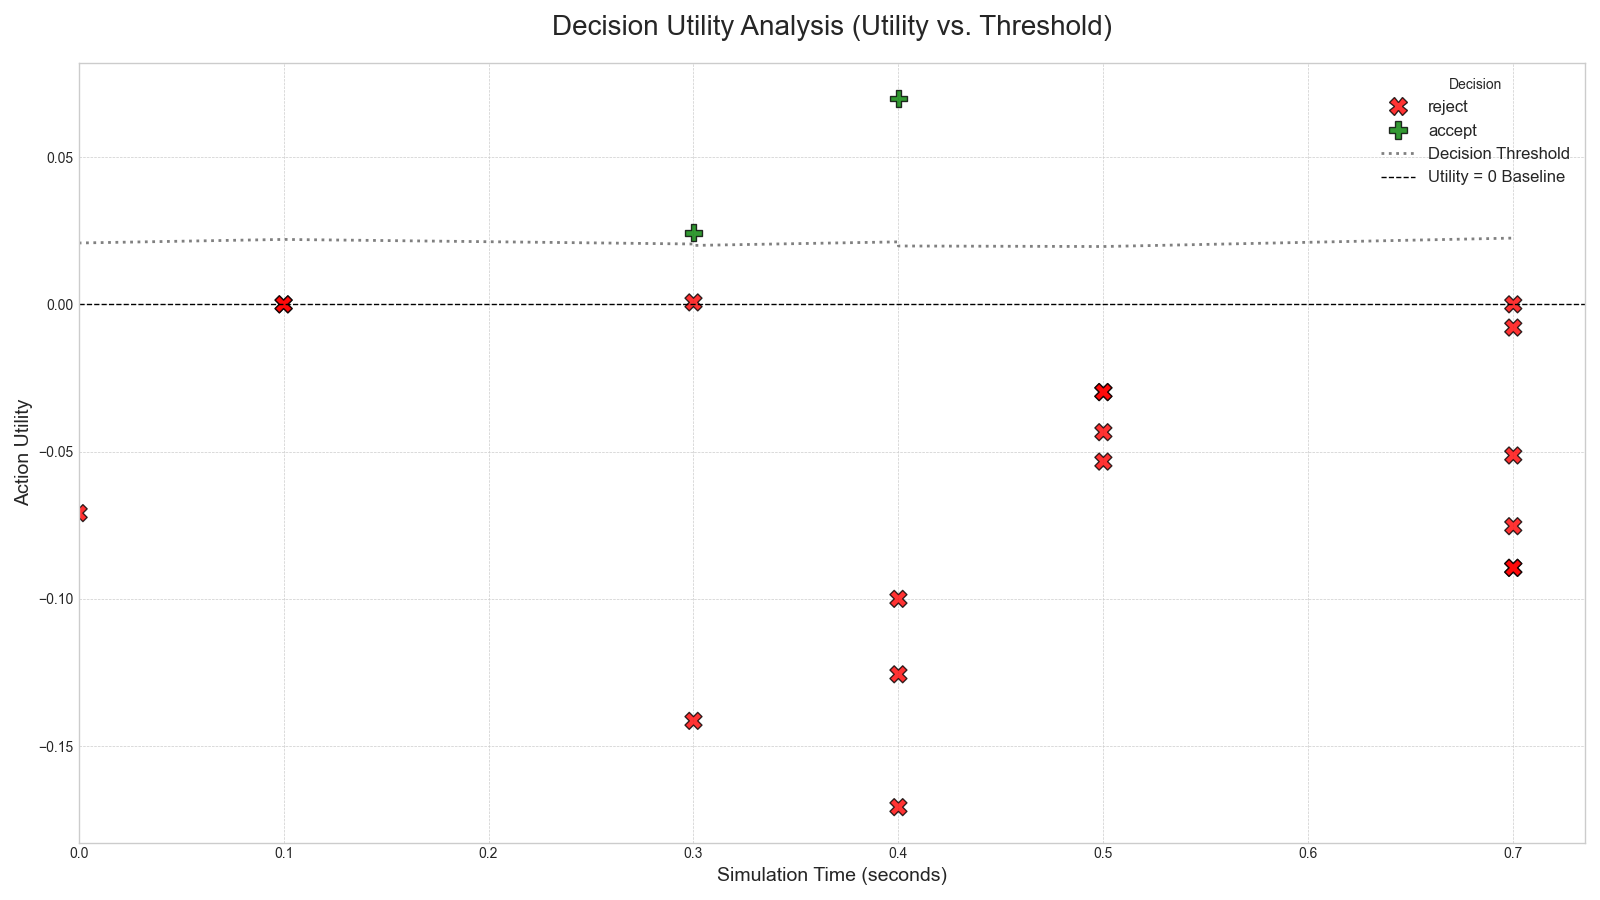 Decision Utility Analysis (Utility vs. Threshold)
Decision
reject
accept
Decision Threshold
Utility = 0 Baseline
Action Utility
0.05
0.00
−0.05
−0.10
−0.15
0.0 0.1 0.2 0.3 0.4 0.5 0.6 0.7
Simulation Time (seconds)